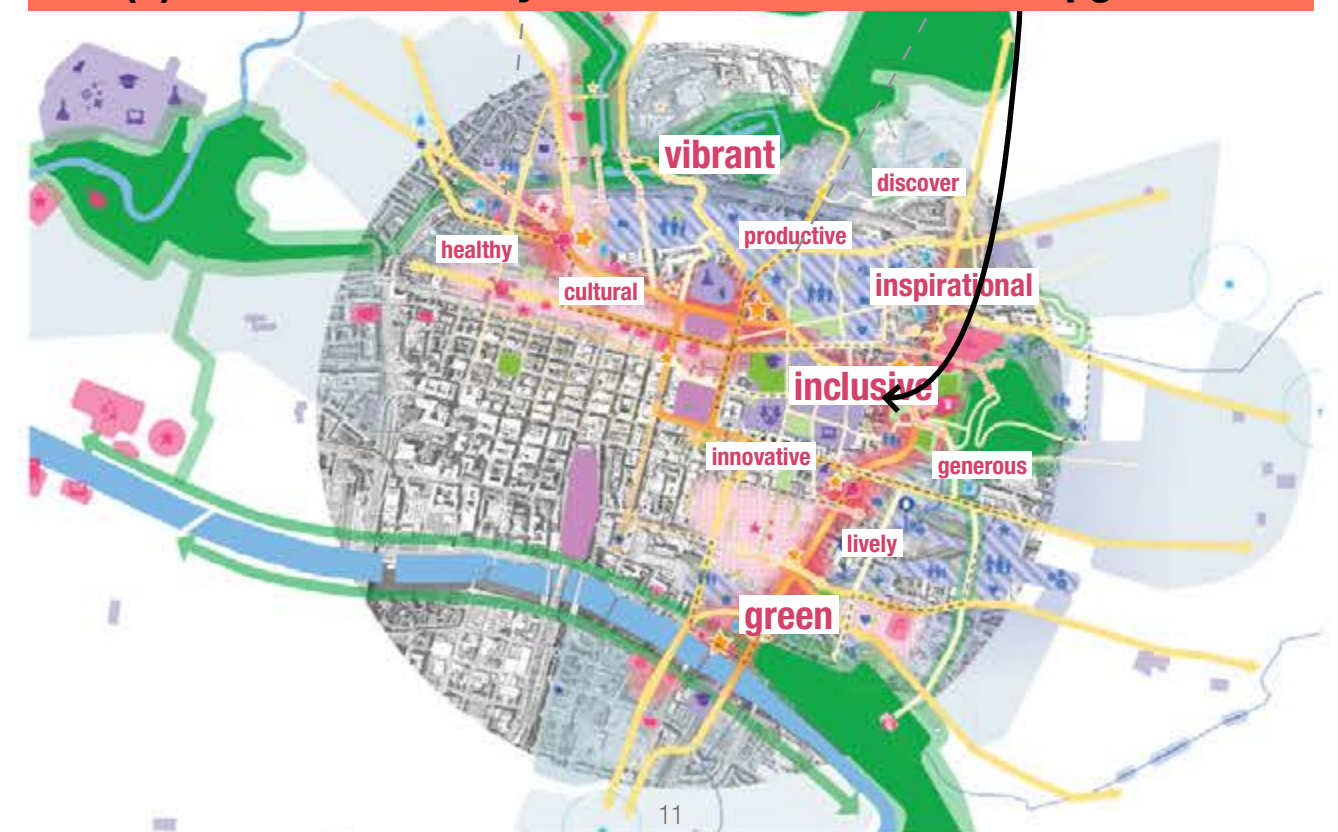 vibrant
discover
productive
healthy
inspirational
cultural
inclusive
innovative
generous
lively
green
11